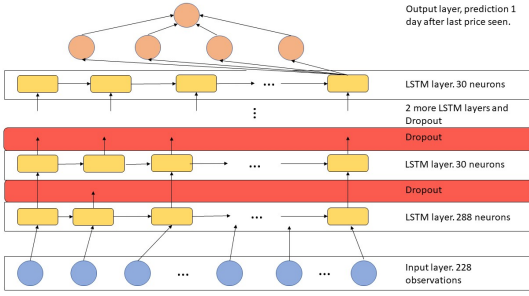 Output layer, prediction 1
day after last price seen.
LSTM layer. 30 neurons
2 more LSTM layers and
Dropout
Dropout
LSTM layer. 30 neurons
Dropout
LSTM layer. 288 neurons
Input layer. 228
observations